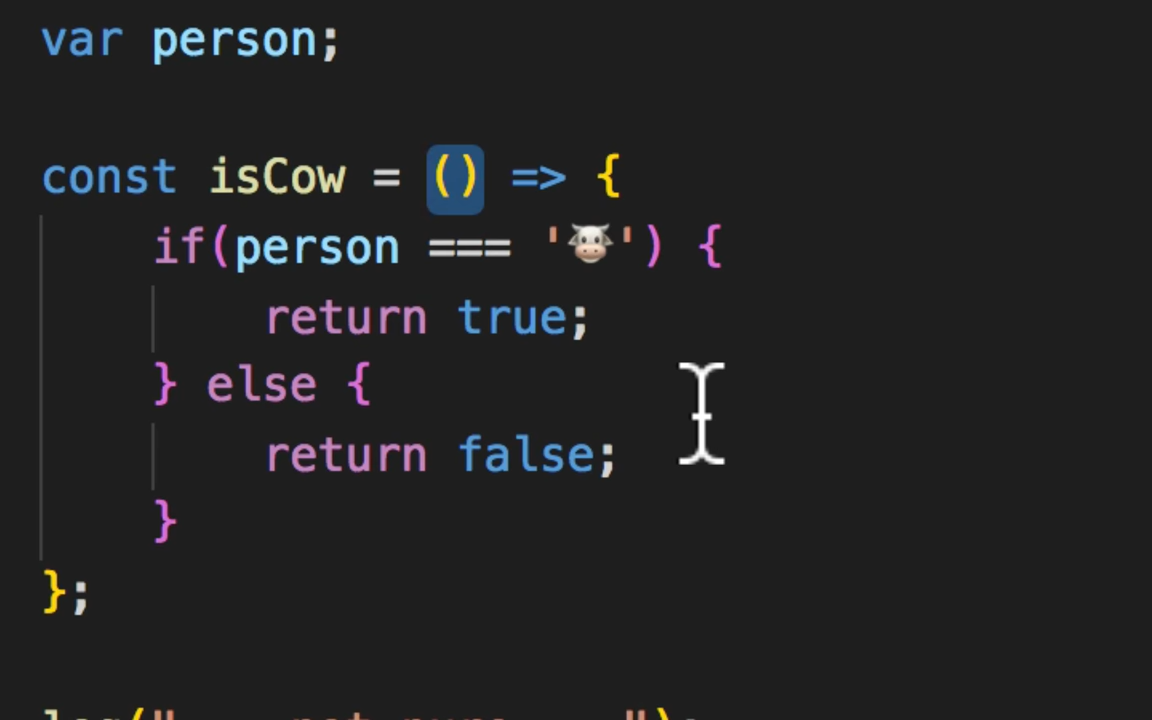 var person;
const isCow = () => {
if(person === '🐮') {
return true;
} else {
return false;
}
};